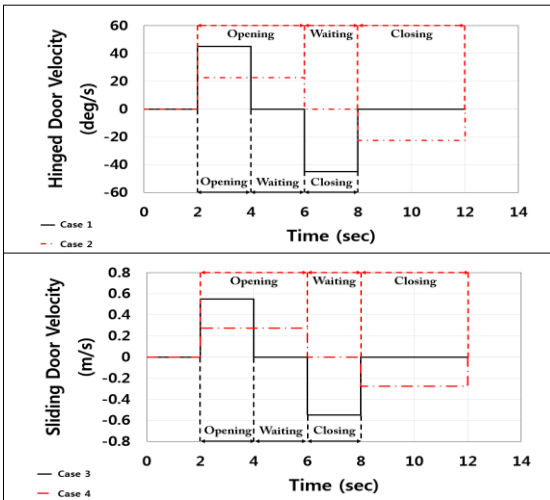 Hinged Door Velocity
(deg/s)
60
40
20
0
-20
-40
-60
Opening Waiting Closing
Opening Waiting Closing
0 2 4 6 8 10 12 14
Time (sec)
Case 1
Case 2
Sliding Door Velocity
(m/s)
0.8
0.6
0.4
0.2
0
-0.2
-0.4
-0.6
-0.8
Opening Waiting Closing
Opening Waiting Closing
0 2 4 6 8 10 12 14
Time (sec)
Case 3
Case 4